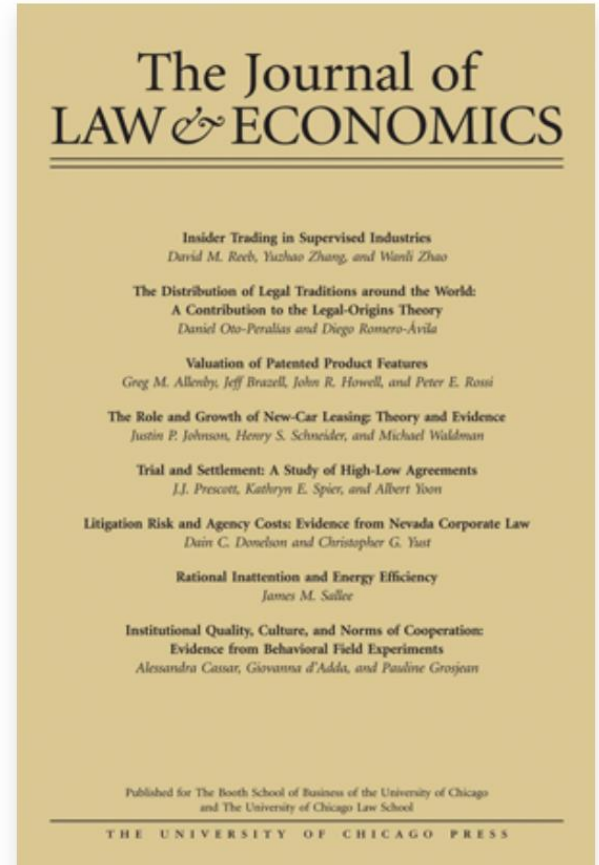 The Journal of
LAW & ECONOMICS
Insider Trading in Supervised Industries
David M. Reeb, Yuzhao Zhang, and Wanli Zhao
The Distribution of Legal Traditions around the World:
A Contribution to the Legal-Origins Theory
Daniel Oto-Peralías and Diego Romero-Ávila
Valuation of Patented Product Features
Greg M. Allenby, Jeff Brazell, John R. Howell, and Peter E. Rossi
The Role and Growth of New-Car Leasing: Theory and Evidence
Justin P. Johnson, Henry S. Schneider, and Michael Waldman
Trial and Settlement: A Study of High-Low Agreements
J.J. Prescott, Kathryn E. Spier, and Albert Yoon
Litigation Risk and Agency Costs: Evidence from Nevada Corporate Law
Dain C. Donelson and Christopher G. Yust
Rational Inattention and Energy Efficiency
James M. Sallee
Institutional Quality, Culture, and Norms of Cooperation:
Evidence from Behavioral Field Experiments
Alessandra Cassar, Giovanna d'Adda, and Pauline Grosjean
Published for The Booth School of Business of the University of Chicago
and The University of Chicago Law School
THE UNIVERSITY OF CHICAGO PRESS